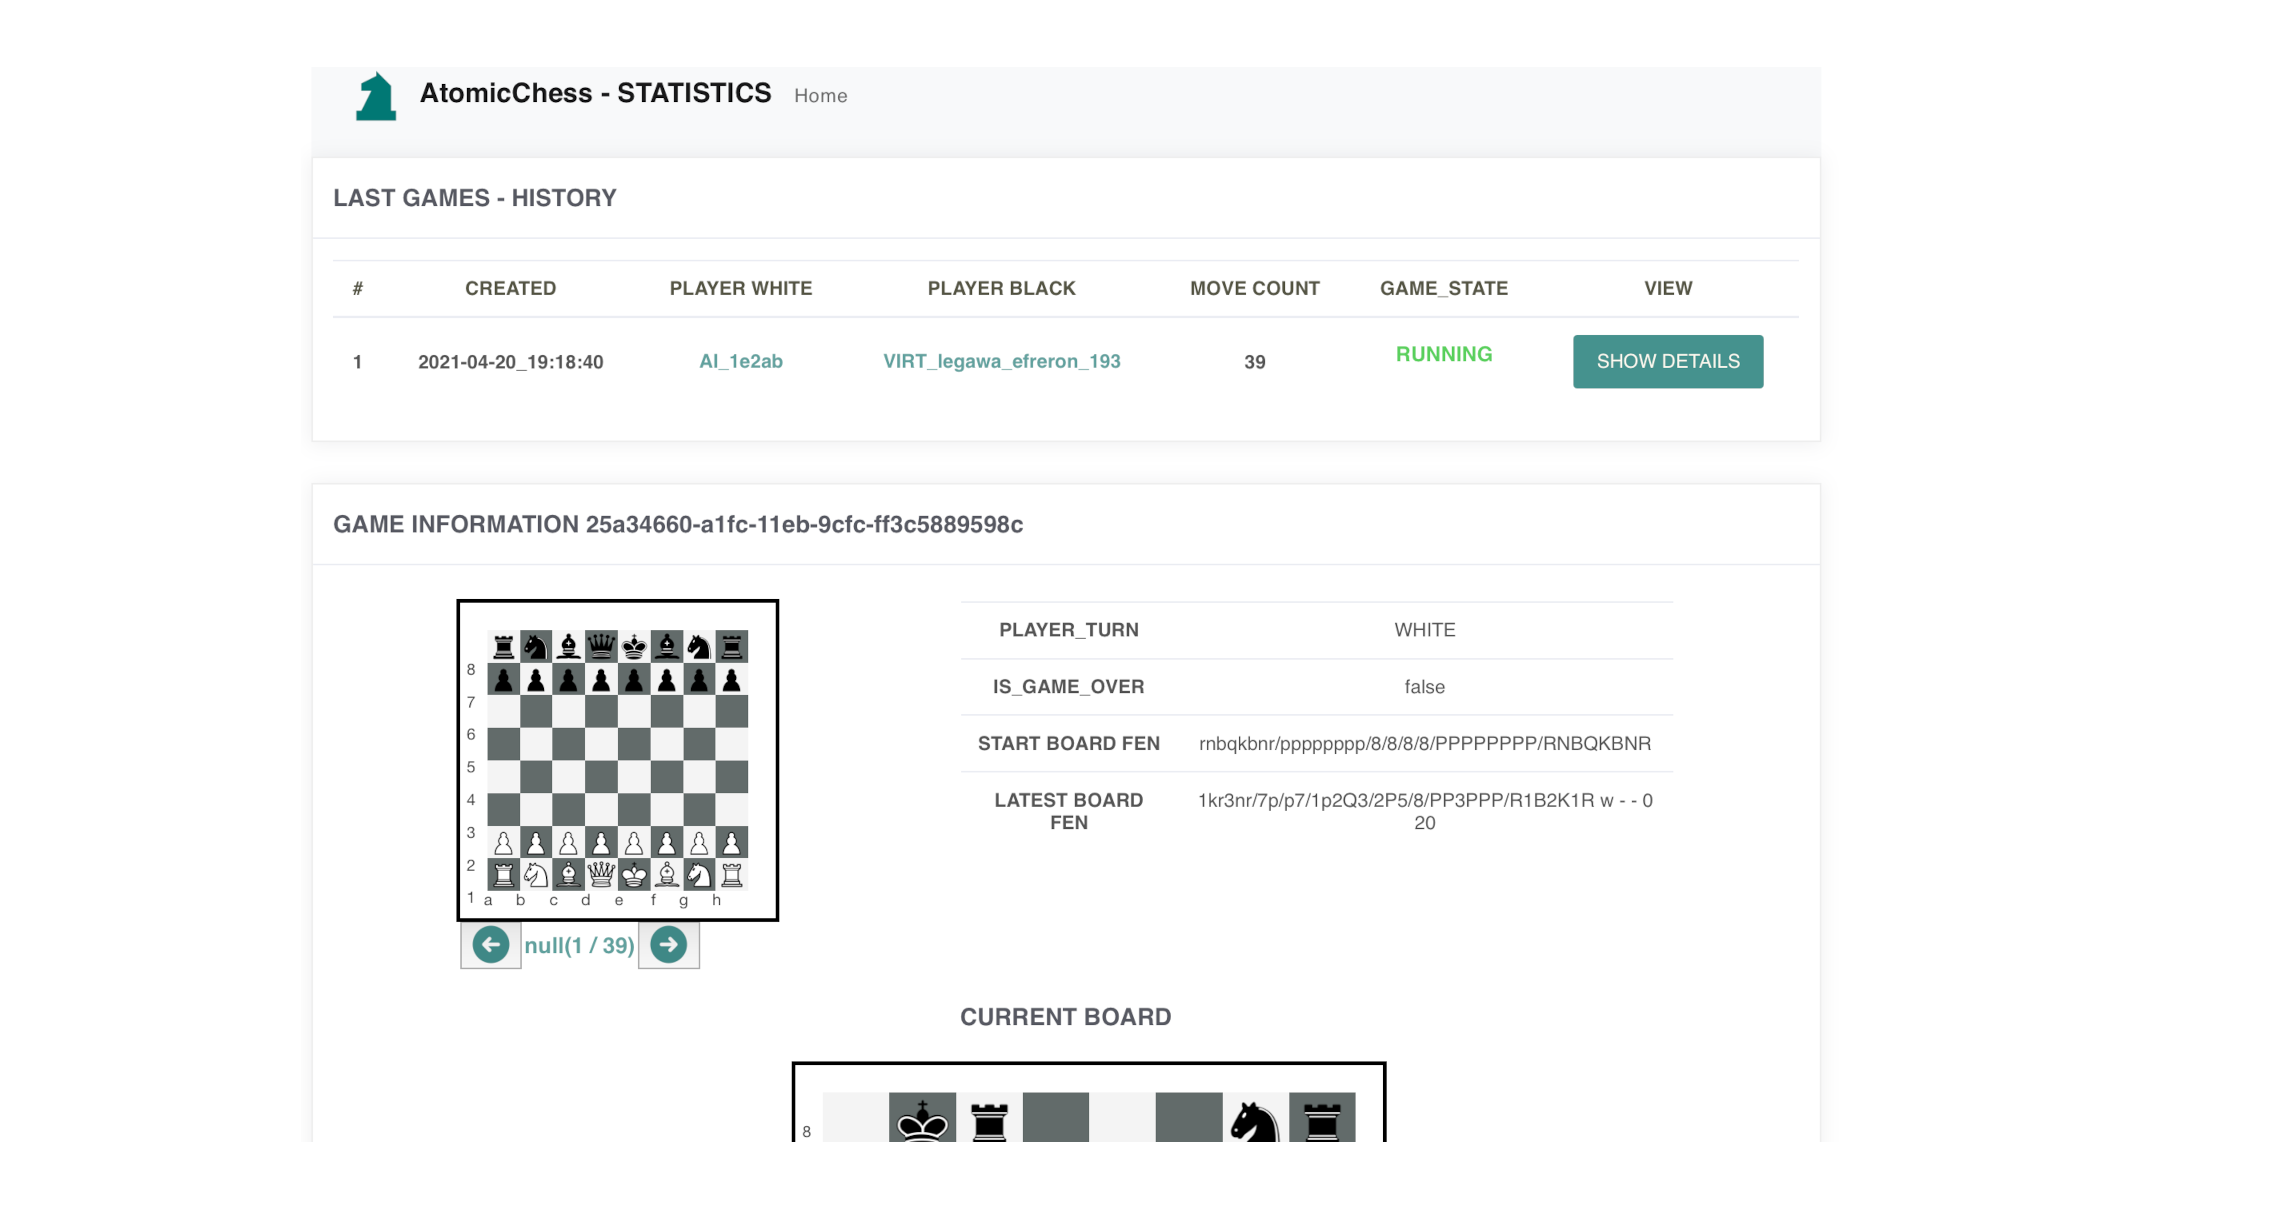 AtomicChess - STATISTICS Home
LAST GAMES - HISTORY
# CREATED PLAYER WHITE PLAYER BLACK MOVE COUNT GAME_STATE VIEW
1 2021-04-20_19:18:40 AI_1e2ab VIRT_legawa_efreron_193 39 RUNNING SHOW DETAILS
GAME INFORMATION 25a34660-a1fc-11eb-9cfc-ff3c5889598c
8
7
6
5
4
3
2
1 a b c d e f g h
null(1 / 39)
PLAYER_TURN WHITE
IS_GAME_OVER false
START BOARD FEN rnbqkbnr/pppppppp/8/8/8/8/PPPPPPPP/RNBQKBNR
LATEST BOARD 1kr3nr/7p/p7/1p2Q3/2P5/8/PP3PPP/R1B2K1R w - - 0
FEN 20
CURRENT BOARD
8